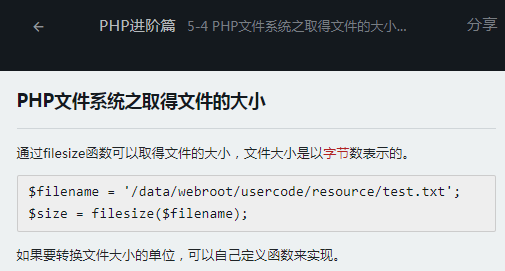 PHP进阶篇 5-4 PHP文件系统之取得文件的大小... 分享
PHP文件系统之取得文件的大小
通过filesize函数可以取得文件的大小，文件大小是以字节数表示的。
$filename = '/data/webroot/usercode/resource/test.txt';
$size = filesize($filename);
如果要转换文件大小的单位，可以自己定义函数来实现。